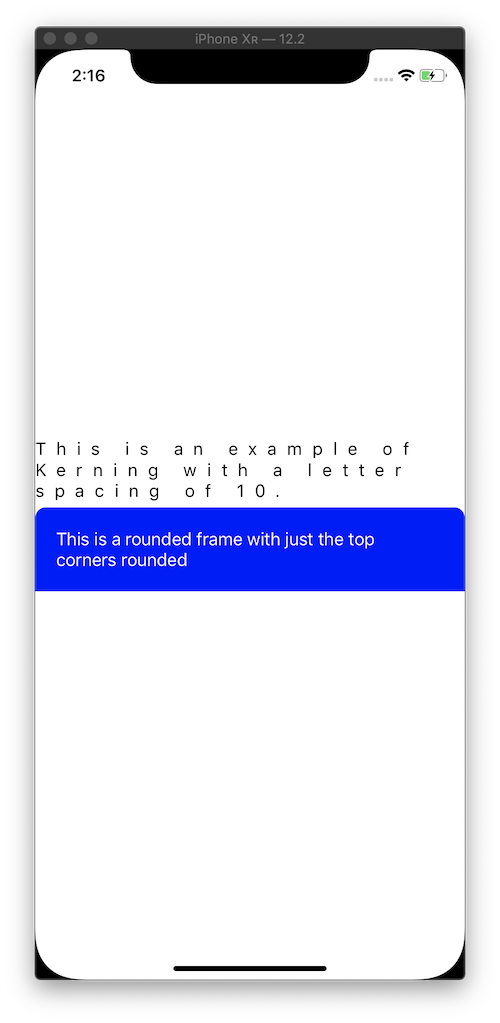 iPhone Xʀ — 12.2
2:16
This is an example of
Kerning with a letter
spacing of 10.
This is a rounded frame with just the top
corners rounded